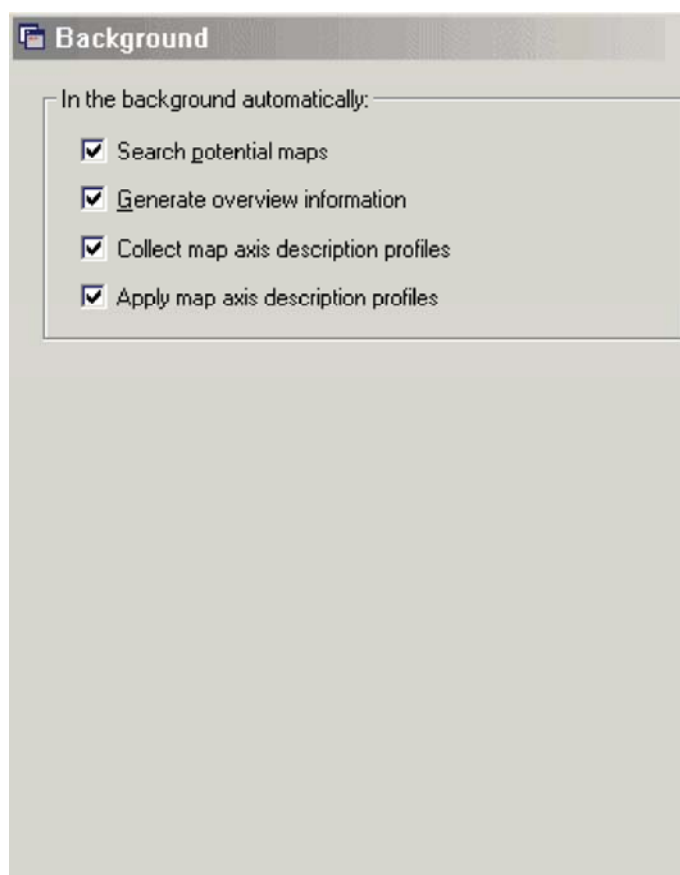 Background
In the background automatically:
Search potential maps
Generate overview information
Collect map axis description profiles
Apply map axis description profiles